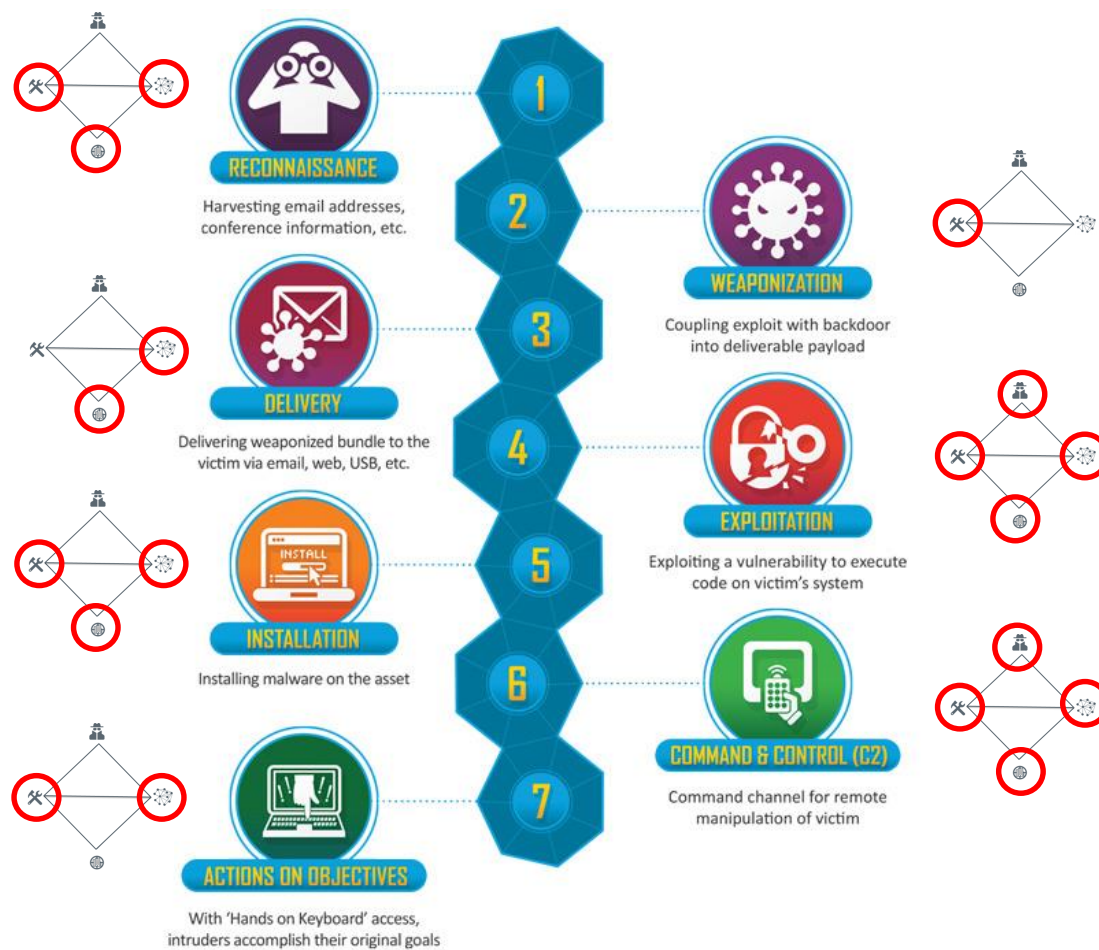 1
RECONNAISSANCE
Harvesting email addresses,
conference information, etc.
2
WEAPONIZATION
Coupling exploit with backdoor
into deliverable payload
3
DELIVERY
Delivering weaponized bundle to the
victim via email, web, USB, etc.
4
EXPLOITATION
Exploiting a vulnerability to execute
code on victim's system
5
INSTALL
INSTALLATION
Installing malware on the asset
6
COMMAND & CONTROL (C2)
Command channel for remote
manipulation of victim
7
ACTIONS ON OBJECTIVES
With ‘Hands on Keyboard’ access,
intruders accomplish their original goals